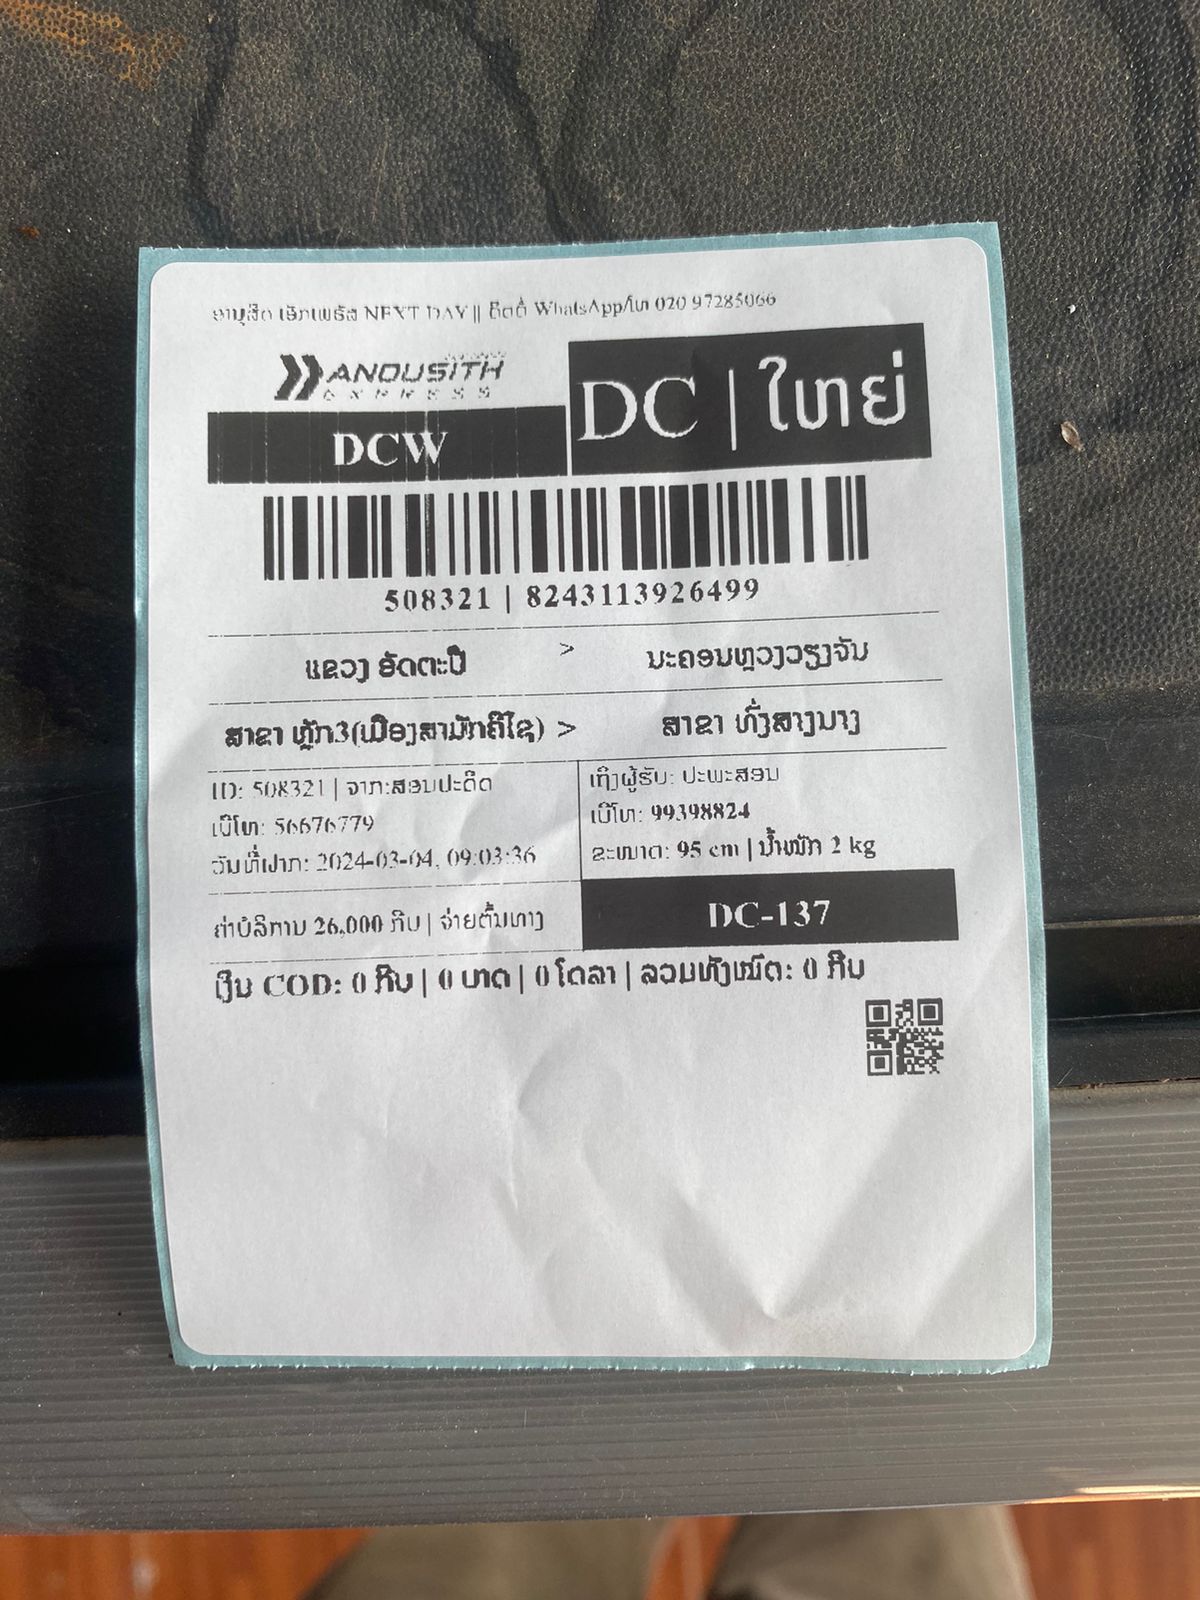 ອານຸສິດ ເອັກເພຣັສ NEXT DAY || ຕິດຕໍ່ WhatsApp/ໂທ 020 97285066
ANOUSITH
EXPRESS
DC | ໃຫຍ່
DCW
508321 | 8243113926499
ແຂວງ ອັດຕະປື > ນະຄອນຫຼວງວຽງຈັນ
ສາຂາ ຫຼັກ3(ເມືອງສາມັກຄີໄຊ) > ສາຂາ ທົ່ງສາງນາງ
ID: 508321 | ຈາກ:ສອນປະດິດ
ເບີໂທ: 56676779
ວັນທີ່ຝາກ: 2024-03-04, 09:03:36
ເຖິງຜູ້ຮັບ: ປະພະສອນ
ເບີໂທ: 99398824
ຂະໜາດ: 95 cm | ນ້ຳໜັກ 2 kg
ຄ່າບໍລິການ 26,000 ກີບ | ຈ່າຍຕົ້ນທາງ
DC-137
ເງິນ COD: 0 ກີບ | 0 ບາດ | 0 ໂດລາ | ລວມທັງໝົດ: 0 ກີບ